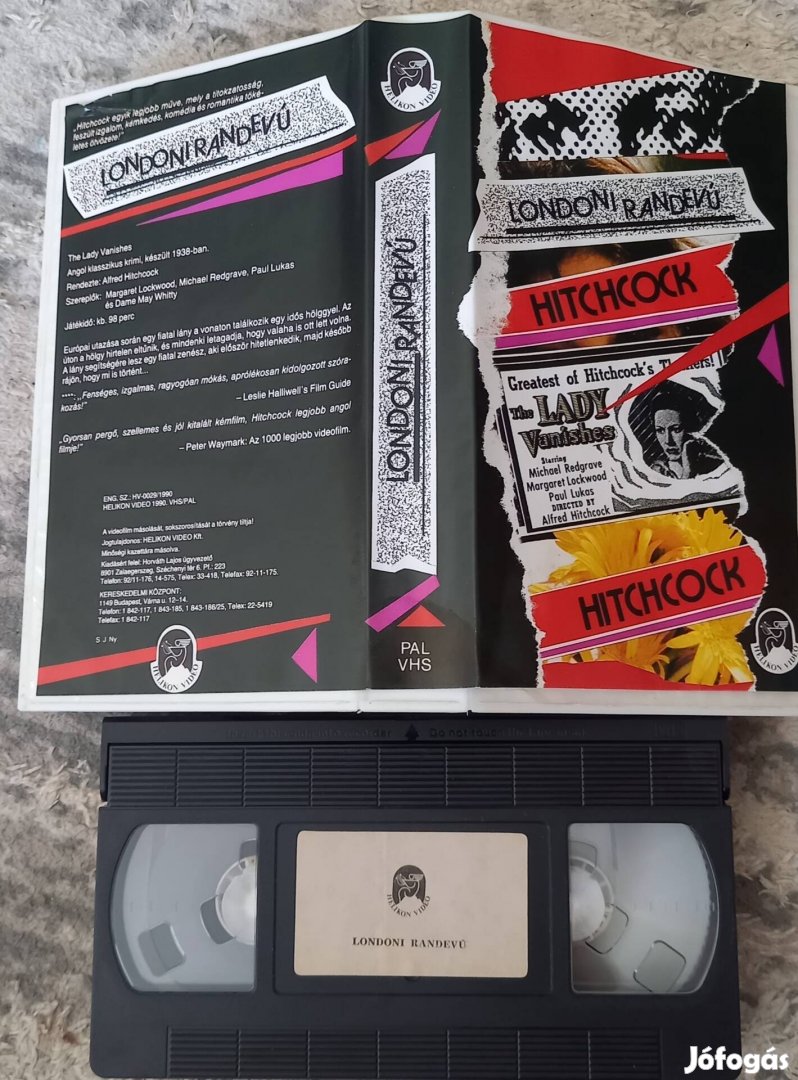 „Hitchcock egyik legjobb műve, mely a titokzatosság,
feszült izgalom, kémkedés, komédia és romantika töké-
letes ötvözete!"
LONDONI RANDEVÚ
The Lady Vanishes
Angol klasszikus krimi, készült 1938-ban.
Rendezte: Alfred Hitchcock
Szereplők: Margaret Lockwood, Michael Redgrave, Paul Lukas
és Dame May Whitty
Játékidő: kb. 98 perc
Európai utazása során egy fiatal lány a vonaton találkozik egy idős hölggyel. Az
úton a hölgy hirtelen eltűnik, és mindenki letagadja, hogy valaha is ott lett volna.
A lány segítségére lesz egy fiatal zenész, aki először hitetlenkedik, majd később
rájön, hogy mi is történt...
****: „Fenséges, izgalmas, ragyogóan mókás, aprólékosan kidolgozott szóra-
kozás!"
– Leslie Halliwell's Film Guide
„Gyorsan pergő, szellemes és jól kitalált kémfilm, Hitchcock legjobb angol
filmje!"
– Peter Waymark: Az 1000 legjobb videofilm.
ENG. SZ.: HV-0029/1990
HELIKON VIDEO 1990. VHS/PAL
A videofilm másolását, sokszorosítását a törvény tiltja!
Jogtulajdonos: HELIKON VIDEO Kft.
Minőségi kazettára másolva.
Kiadásért felel: Horváth Lajos ügyvezető
8901 Zalaegerszeg, Széchenyi tér 6. Pf.: 223
Telefon: 92/11-176, 14-575, Telex: 33-418, Telefax: 92-11-175.
KERESKEDELMI KÖZPONT:
1149 Budapest, Várna u. 12–14.
Telefon: 1 842-117, 1 843-185, 1 843-186/25, Telex: 22-5419
Telefax: 1 842-117
S J Ny
HELIKON VIDEO
HELIKON VIDEO
LONDONI RANDEVÚ
PAL
VHS
LONDONI RANDEVÚ
HITCHCOCK
Greatest of Hitchcock's
The LADY
Vanishes
Starring
Michael Redgrave
Margaret Lockwood
Paul Lukas
DIRECTED BY
Alfred Hitchcock
HITCHCOCK
HELIKON VIDEO
Do not touch
HELIKON VIDEO
LONDONI RANDEVÚ
Jófogás